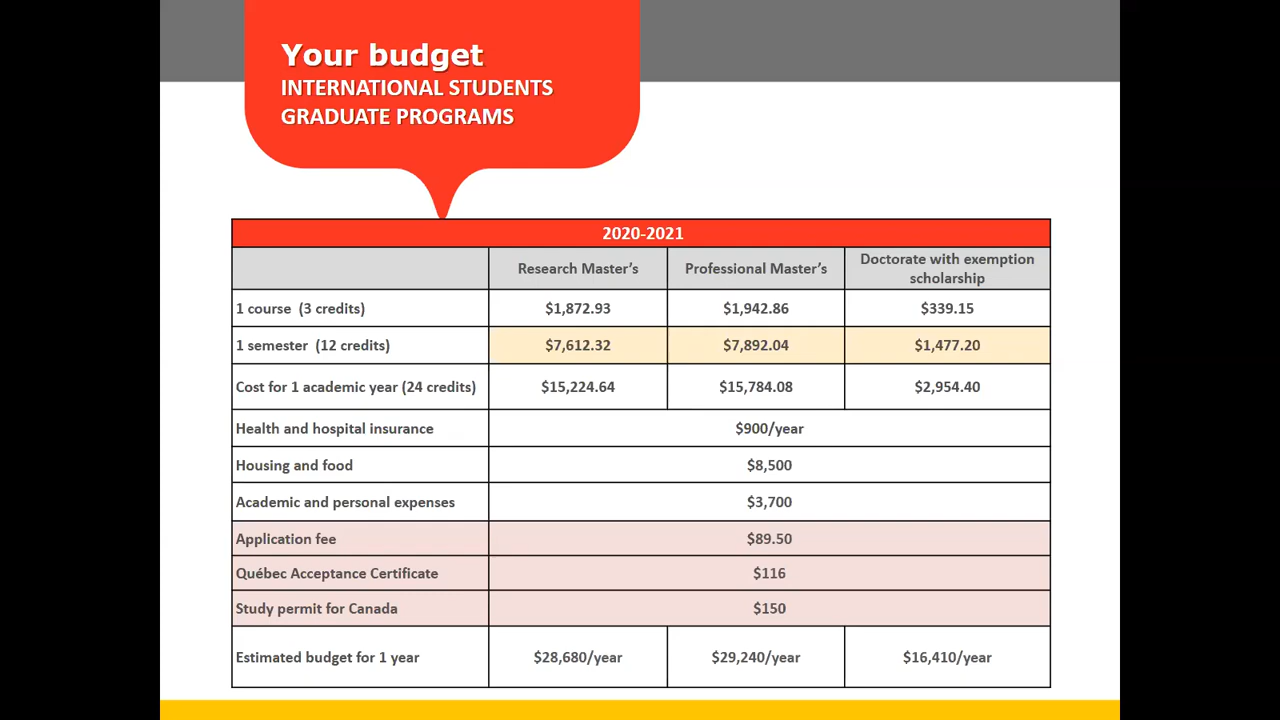 Your budget
INTERNATIONAL STUDENTS
GRADUATE PROGRAMS
2020-2021
Research Master's Professional Master's Doctorate with exemption scholarship
1 course (3 credits) $1,872.93 $1,942.86 $339.15
1 semester (12 credits) $7,612.32 $7,892.04 $1,477.20
Cost for 1 academic year (24 credits) $15,224.64 $15,784.08 $2,954.40
Health and hospital insurance $900/year
Housing and food $8,500
Academic and personal expenses $3,700
Application fee $89.50
Québec Acceptance Certificate $116
Study permit for Canada $150
Estimated budget for 1 year $28,680/year $29,240/year $16,410/year